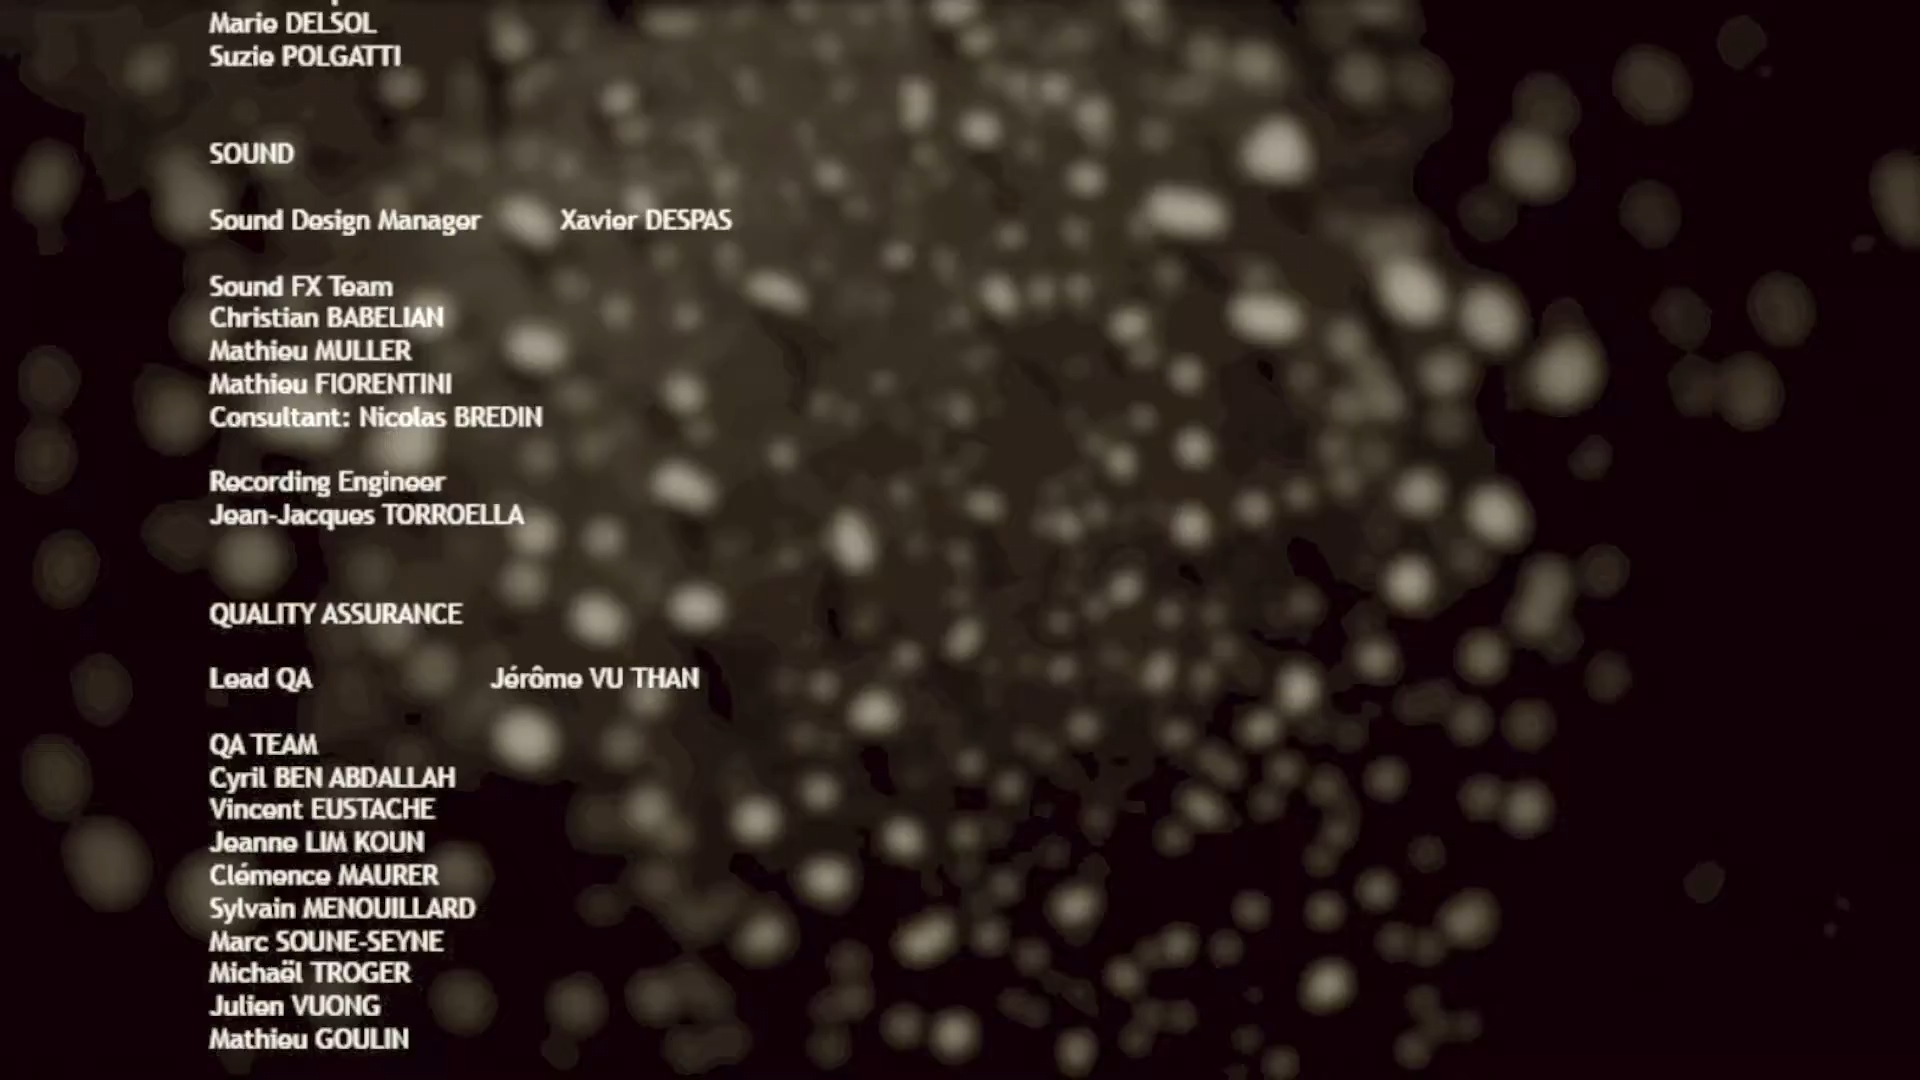 Marie DELSOL
Suzie POLGATTI
SOUND
Sound Design Manager Xavier DESPAS
Sound FX Team
Christian BABELIAN
Mathieu MULLER
Mathieu FIORENTINI
Consultant: Nicolas BREDIN
Recording Engineer
Jean-Jacques TORROELLA
QUALITY ASSURANCE
Lead QA Jérôme VU THAN
QA TEAM
Cyril BEN ABDALLAH
Vincent EUSTACHE
Jeanne LIM KOUN
Clémence MAURER
Sylvain MENOUILLARD
Marc SOUNE-SEYNE
Michaël TROGER
Julien VUONG
Mathieu GOULIN